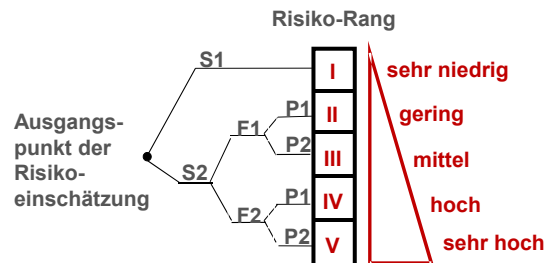 Risiko-Rang
S1
I
sehr niedrig
P1
II
gering
Ausgangs-
punkt der
Risiko-
einschätzung
F1
P2
III
mittel
S2
P1
IV
hoch
F2
P2
V
sehr hoch